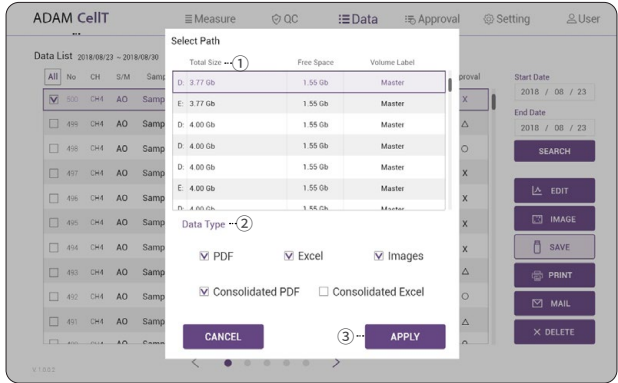 ADAM CellT
Measure QC Data Approval Setting User
Data List 2018/08/23 ~ 2018/08/30
All No CH S/M Samp proval
500 CH4 AO Samp X
499 CH4 AO Samp
498 CH4 AO Samp
497 CH4 AO Samp X
496 CH4 AO Samp X
495 CH4 AO Samp X
494 CH4 AO Samp X
493 CH4 AO Samp
492 CH4 AO Samp
491 CH4 AO Samp
Select Path
Total Size ① Free Space Volume Label
D: 3.77 Gb 1.55 Gb Master
E: 3.77 Gb 1.55 Gb Master
D: 4.00 Gb 1.55 Gb Master
D: 4.00 Gb 1.55 Gb Master
D: 4.00 Gb 1.55 Gb Master
E: 4.00 Gb 1.55 Gb Master
D: 4.00 Gb 1.55 Gb Master
Data Type ②
PDF Excel Images
Consolidated PDF Consolidated Excel
CANCEL ③ APPLY
Start Date
2018 / 08 / 23
End Date
2018 / 08 / 23
SEARCH
EDIT
IMAGE
SAVE
PRINT
MAIL
DELETE